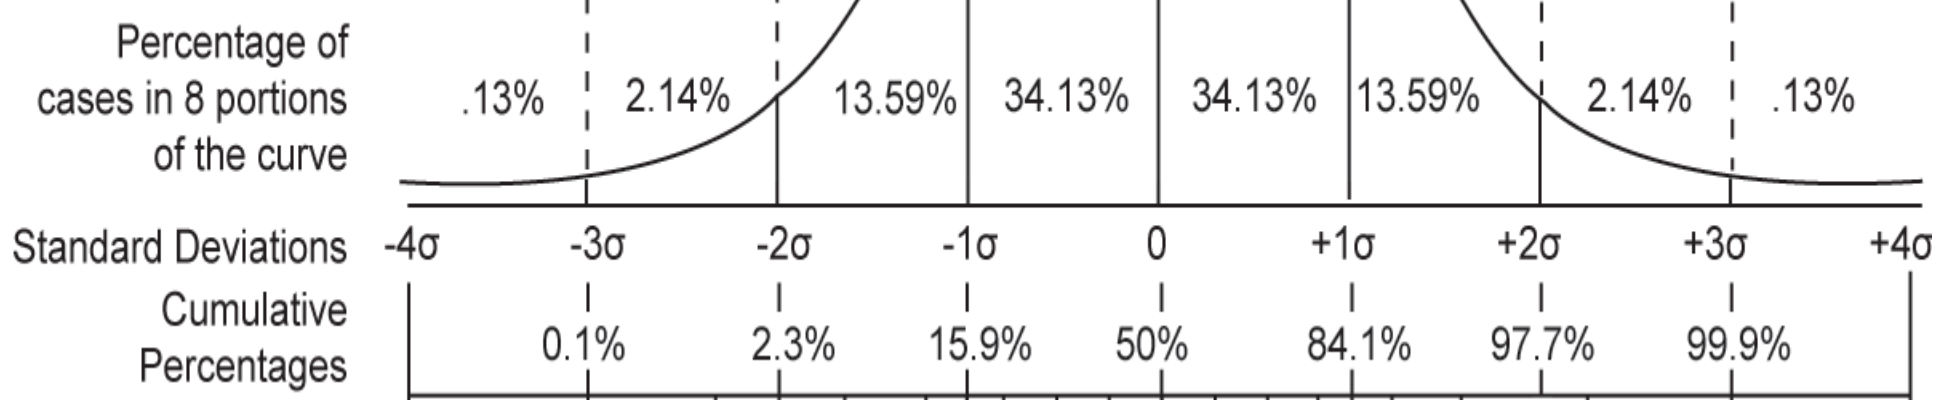 Percentage of
cases in 8 portions
of the curve
.13% 2.14% 13.59% 34.13% 34.13% 13.59% 2.14% .13%
Standard Deviations -4σ -3σ -2σ -1σ 0 +1σ +2σ +3σ +4σ
Cumulative
Percentages
0.1% 2.3% 15.9% 50% 84.1% 97.7% 99.9%